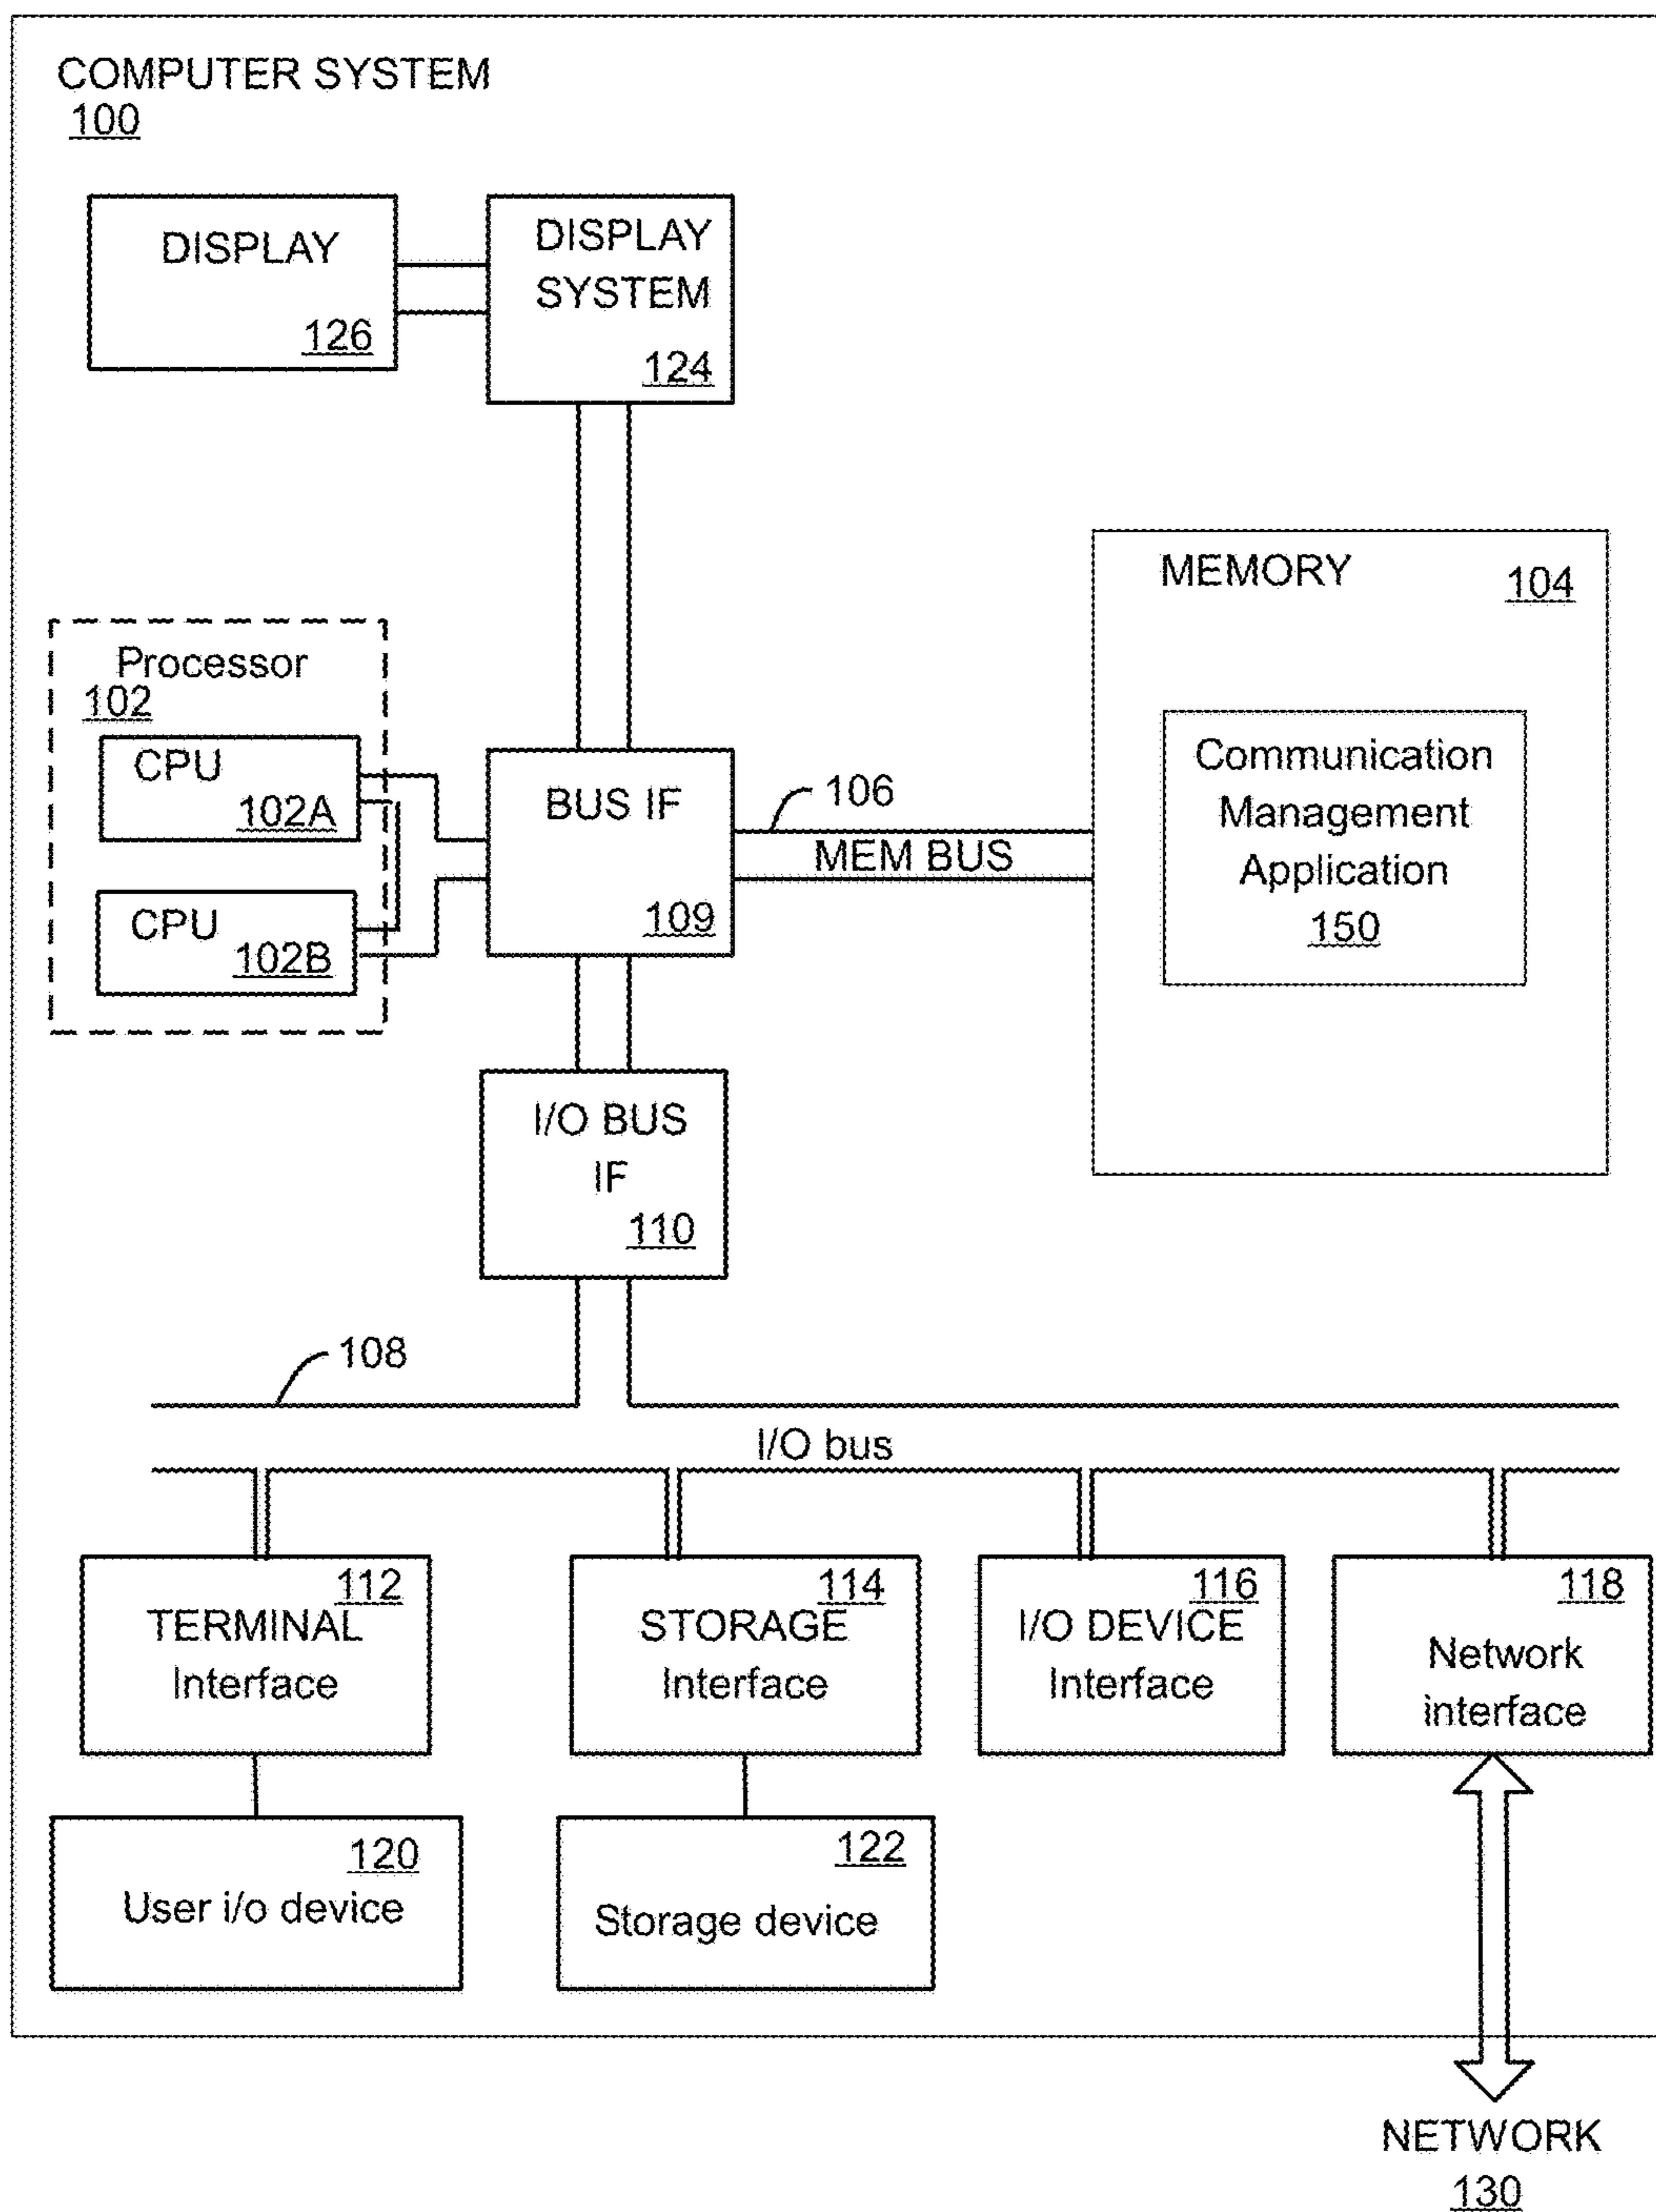 COMPUTER SYSTEM
100
DISPLAY
126
DISPLAY
SYSTEM
124
MEMORY
104
Communication
Management
Application
150
Processor
102
CPU
102A
CPU
102B
BUS IF
109
106
MEM BUS
I/O BUS
IF
110
108
I/O bus
112
TERMINAL
Interface
114
STORAGE
Interface
116
I/O DEVICE
Interface
118
Network
interface
120
User i/o device
122
Storage device
NETWORK
130